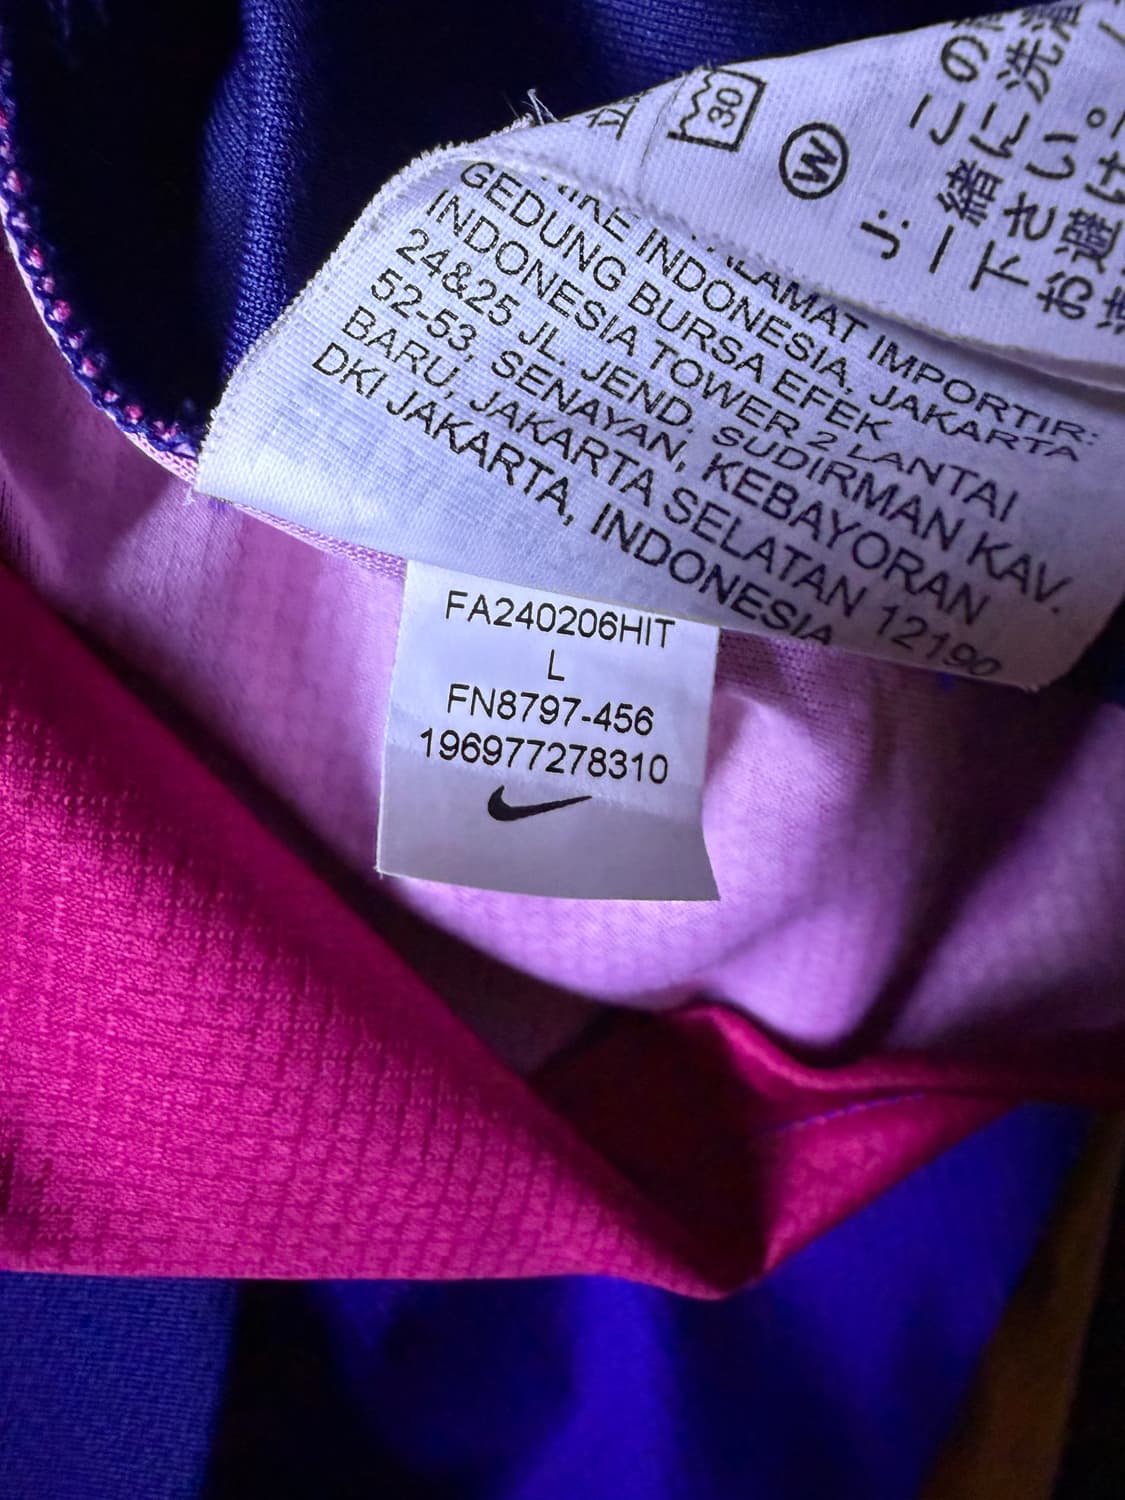 30
W
J:
この
一緒に洗濯
下さい。
お避け
ALAMAT IMPORTIR:
NIKE INDONESIA, JAKARTA
GEDUNG BURSA EFEK
INDONESIA TOWER 2 LANTAI
24&25 JL. JEND. SUDIRMAN KAV.
52-53, SENAYAN, KEBAYORAN
BARU, JAKARTA SELATAN 12190
DKI JAKARTA, INDONESIA
FA240206HIT
L
FN8797-456
196977278310